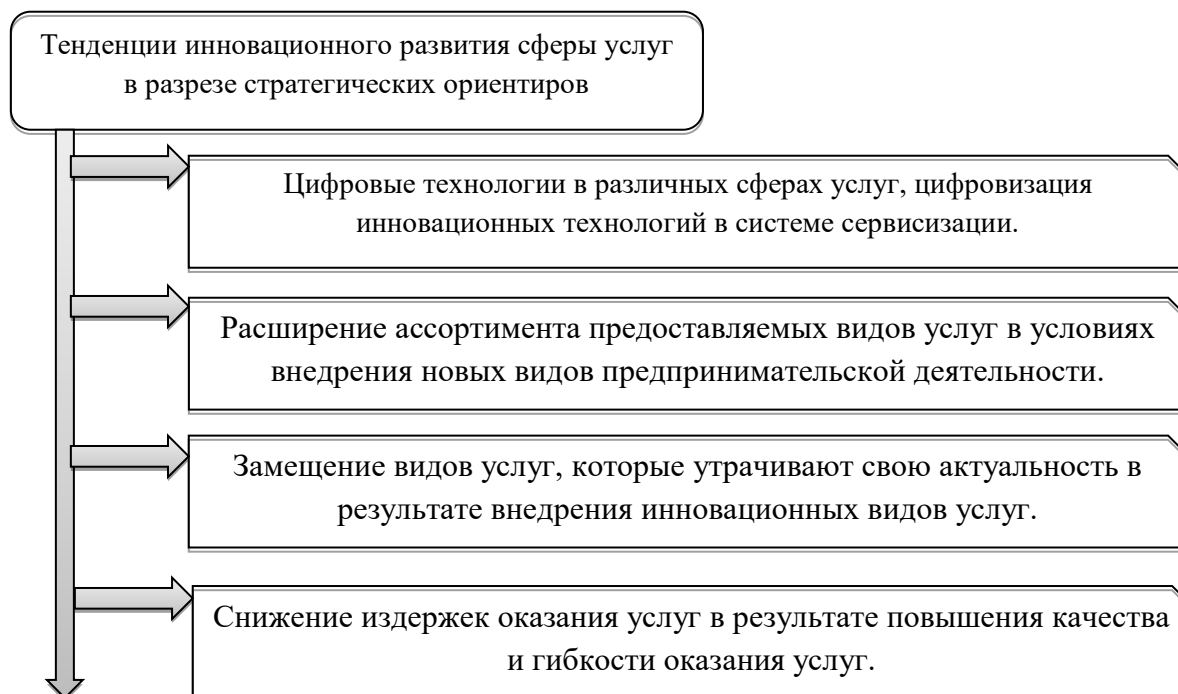 Тенденции инновационного развития сферы услуг
в разрезе стратегических ориентиров
Цифровые технологии в различных сферах услуг, цифровизация
инновационных технологий в системе сервисизации.
Расширение ассортимента предоставляемых видов услуг в условиях
внедрения новых видов предпринимательской деятельности.
Замещение видов услуг, которые утрачивают свою актуальность в
результате внедрения инновационных видов услуг.
Снижение издержек оказания услуг в результате повышения качества
и гибкости оказания услуг.